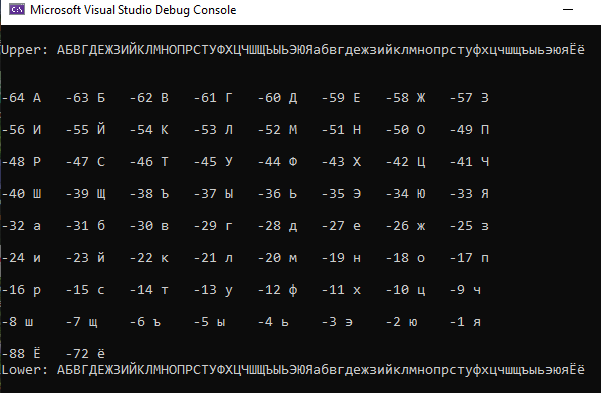 C:\ Microsoft Visual Studio Debug Console
Upper: АБВГДЕЖЗИЙКЛМНОПРСТУФХЦЧШЩЪЫЬЭЮЯабвгдежзийклмнопрстуфхцчшщъыьэюяЁё
-64 А -63 Б -62 В -61 Г -60 Д -59 Е -58 Ж -57 З
-56 И -55 Й -54 К -53 Л -52 М -51 Н -50 О -49 П
-48 Р -47 С -46 Т -45 У -44 Ф -43 Х -42 Ц -41 Ч
-40 Ш -39 Щ -38 Ъ -37 Ы -36 Ь -35 Э -34 Ю -33 Я
-32 а -31 б -30 в -29 г -28 д -27 е -26 ж -25 з
-24 и -23 й -22 к -21 л -20 м -19 н -18 о -17 п
-16 р -15 с -14 т -13 у -12 ф -11 х -10 ц -9 ч
-8 ш -7 щ -6 ъ -5 ы -4 ь -3 э -2 ю -1 я
-88 Ё -72 ё
Lower: АБВГДЕЖЗИЙКЛМНОПРСТУФХЦЧШЩЪЫЬЭЮЯабвгдежзийклмнопрстуфхцчшщъыьэюяЁё